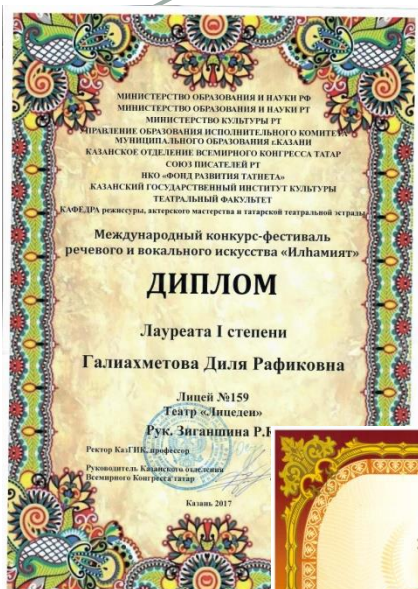 МИНИСТЕРСТВО ОБРАЗОВАНИЯ И НАУКИ РФ
МИНИСТЕРСТВО ОБРАЗОВАНИЯ И НАУКИ РТ
МИНИСТЕРСТВО КУЛЬТУРЫ РТ
УПРАВЛЕНИЕ ОБРАЗОВАНИЯ ИСПОЛНИТЕЛЬНОГО КОМИТЕТА
МУНИЦИПАЛЬНОГО ОБРАЗОВАНИЯ г.КАЗАНИ
КАЗАНСКОЕ ОТДЕЛЕНИЕ ВСЕМИРНОГО КОНГРЕССА ТАТАР
СОЮЗ ПИСАТЕЛЕЙ РТ
НКО «ФОНД РАЗВИТИЯ ТАТНЕТА»
КАЗАНСКИЙ ГОСУДАРСТВЕННЫЙ ИНСТИТУТ КУЛЬТУРЫ
ТЕАТРАЛЬНЫЙ ФАКУЛЬТЕТ
КАФЕДРА режиссуры, актерского мастерства и татарской театральной эстрады
Международный конкурс-фестиваль
речевого и вокального искусства «Илһамият»
ДИПЛОМ
Лауреата I степени
Галиахметова Диля Рафиковна
Лицей №159
Театр «Лицедеи»
Рук. Зиганшина Р.
Ректор КазГИК, профессор
Руководитель Казанского отделения
Всемирного Конгресса татар
Казань 2017